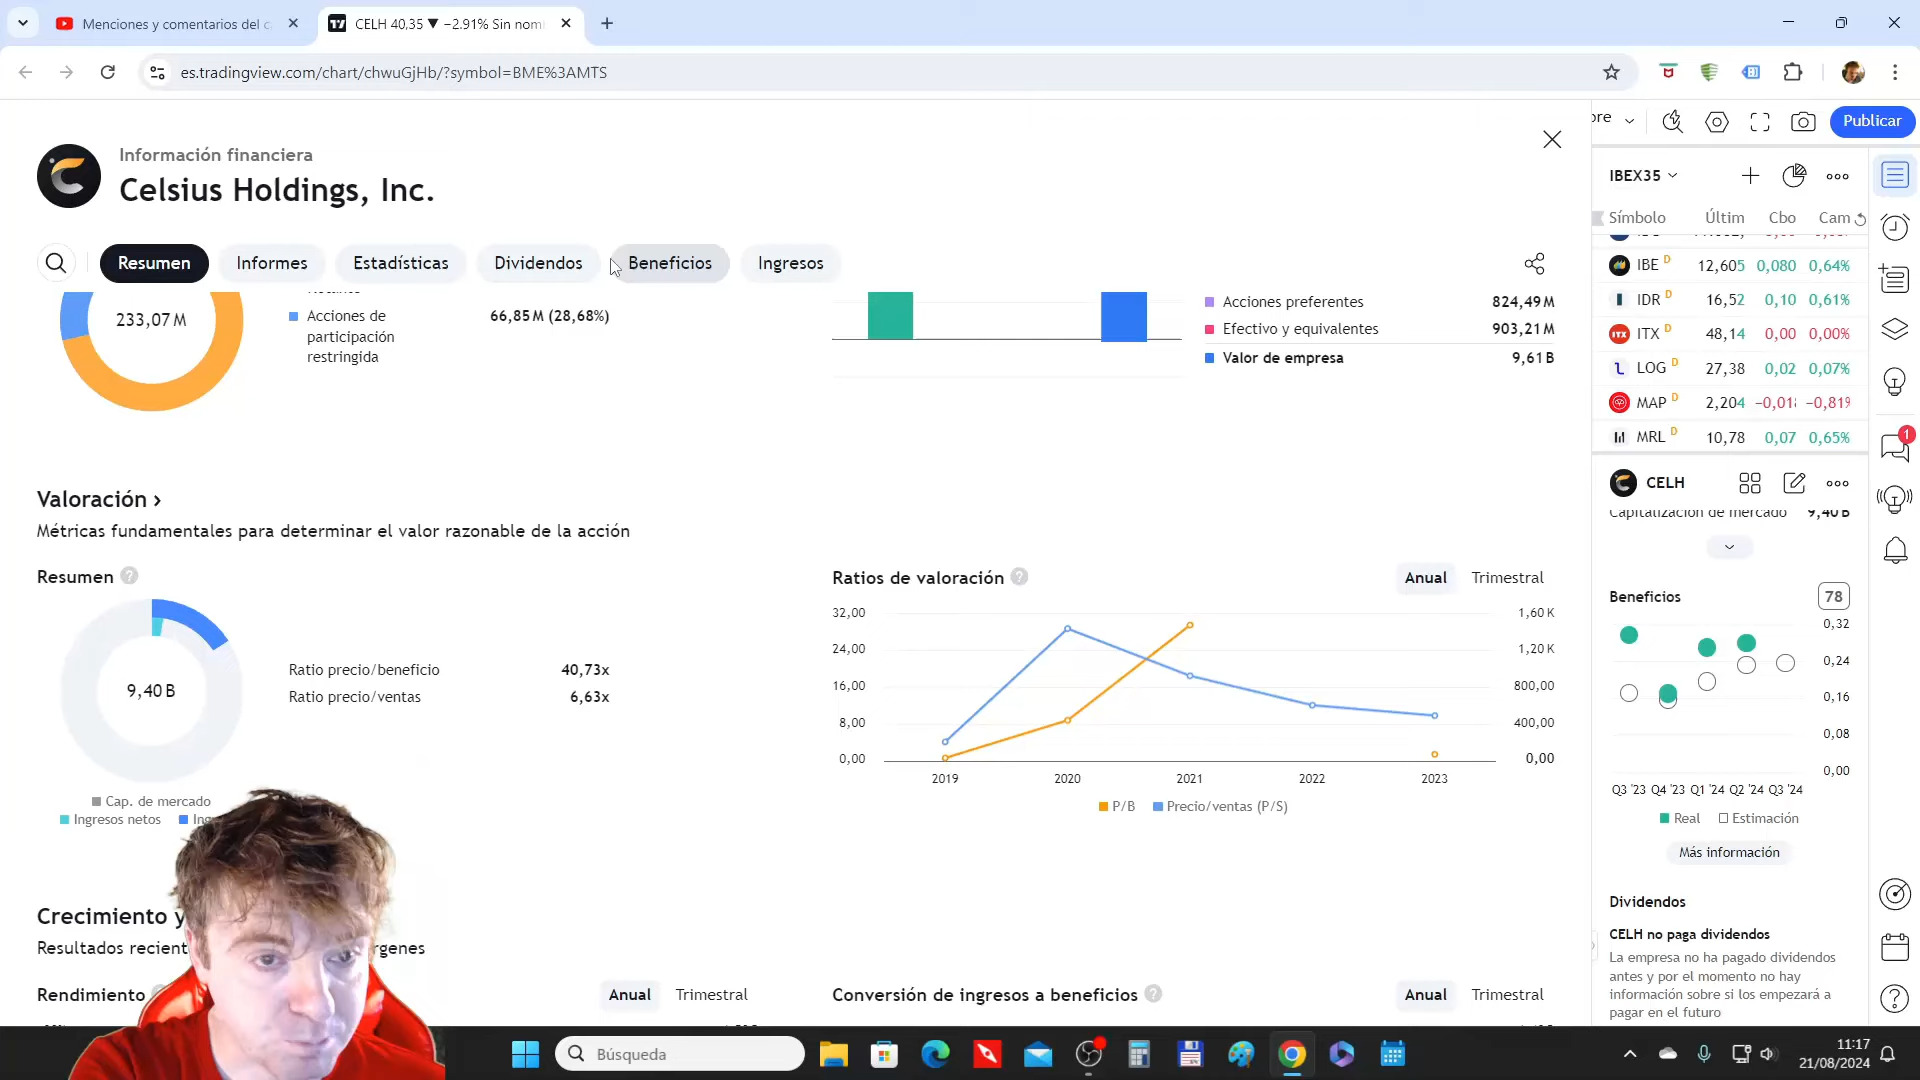 Menciones y comentarios del c
CELH 40,35 ▼ −2.91% Sin nom
es.tradingview.com/chart/chwuGjHb/?symbol=BME%3AMTS
Información financiera
Celsius Holdings, Inc.
Resumen
Informes
Estadísticas
Dividendos
Beneficios
Ingresos
233,07 M
Acciones de
participación
restringida
66,85 M (28,68%)
Acciones preferentes 824,49 M
Efectivo y equivalentes 903,21 M
Valor de empresa 9,61 B
Valoración ›
Métricas fundamentales para determinar el valor razonable de la acción
Resumen
9,40 B
Ratio precio/beneficio 40,73x
Ratio precio/ventas 6,63x
Cap. de mercado
Ingresos netos
Ratios de valoración
Anual Trimestral
32,00 1,60 K
24,00 1,20 K
16,00 800,00
8,00 400,00
0,00 0,00
2019 2020 2021 2022 2023
P/B Precio/ventas (P/S)
Crecimiento y
Resultados recient rgenes
Rendimiento
Anual Trimestral
Conversión de ingresos a beneficios
Anual Trimestral
Publicar
IBEX35
Símbolo Últim Cbo Cam
IBE D 12,605 0,080 0,64%
IDR D 16,52 0,10 0,61%
ITX D 48,14 0,00 0,00%
LOG D 27,38 0,02 0,07%
MAP D 2,204 −0,01 −0,819
MRL D 10,78 0,07 0,65%
CELH
Capitalización de mercado 9,40 B
Beneficios
78
0,32
0,24
0,16
0,08
0,00
Q3 '23 Q4 '23 Q1 '24 Q2 '24 Q3 '24
Real Estimación
Más información
Dividendos
CELH no paga dividendos
La empresa no ha pagado dividendos
antes y por el momento no hay
información sobre si los empezará a
pagar en el futuro
1
Búsqueda
11:17
21/08/2024